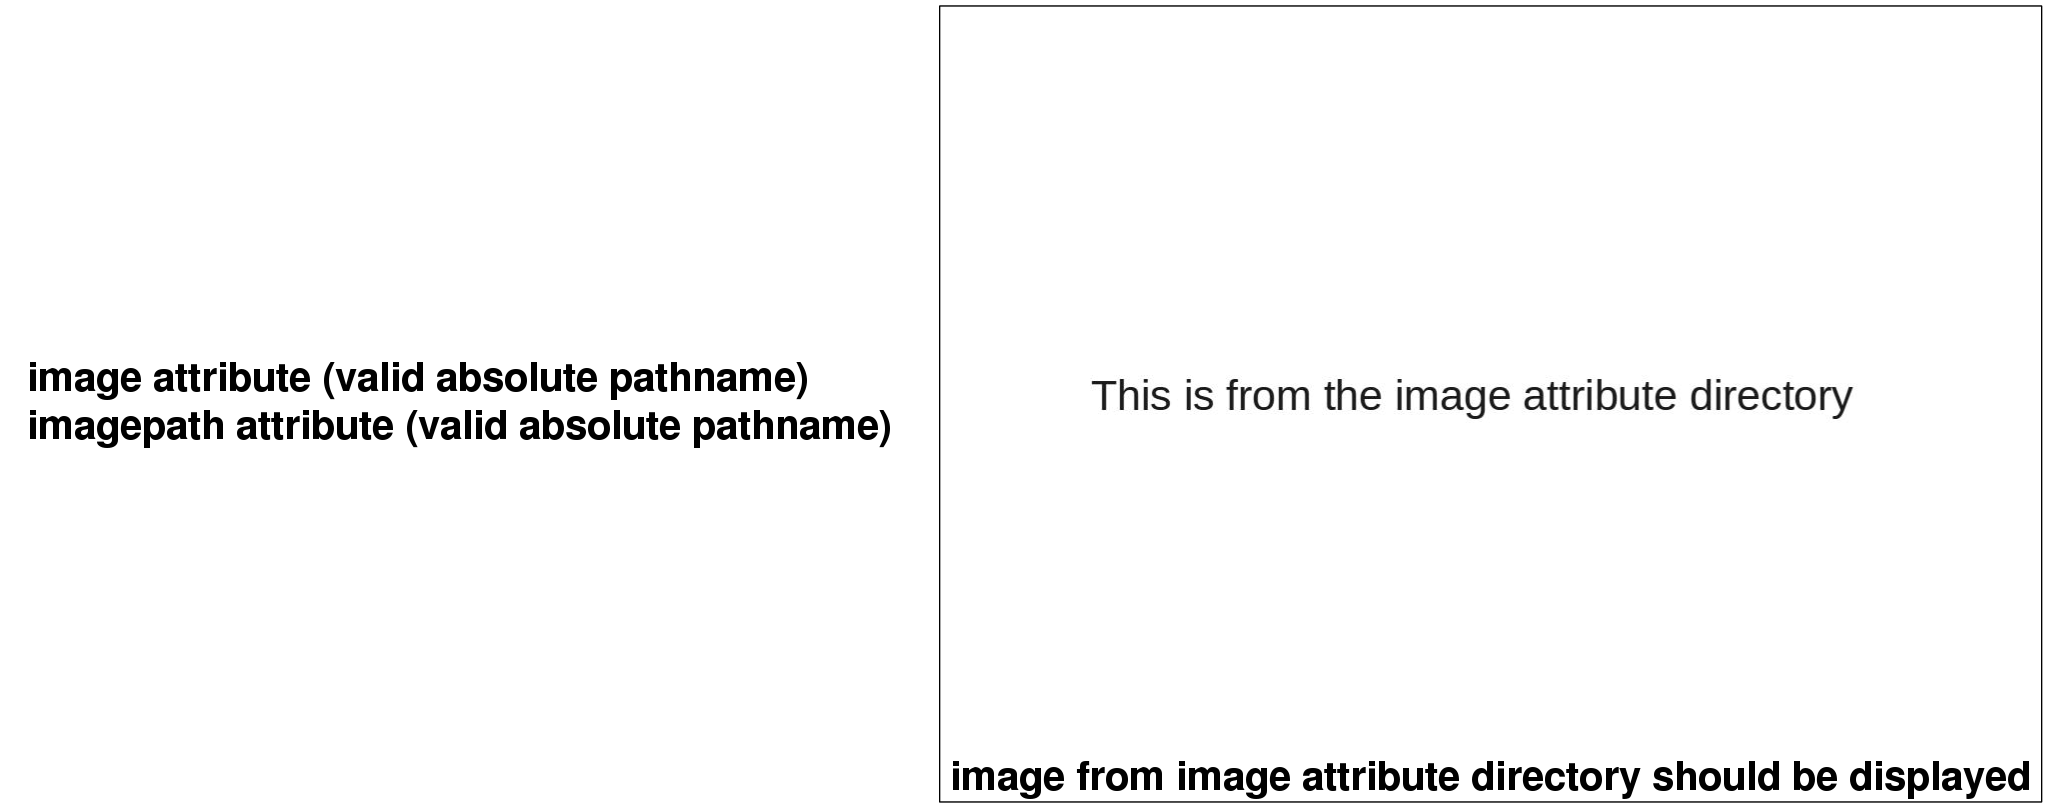 image attribute (valid absolute pathname)
imagepath attribute (valid absolute pathname)
This is from the image attribute directory
image from image attribute directory should be displayed